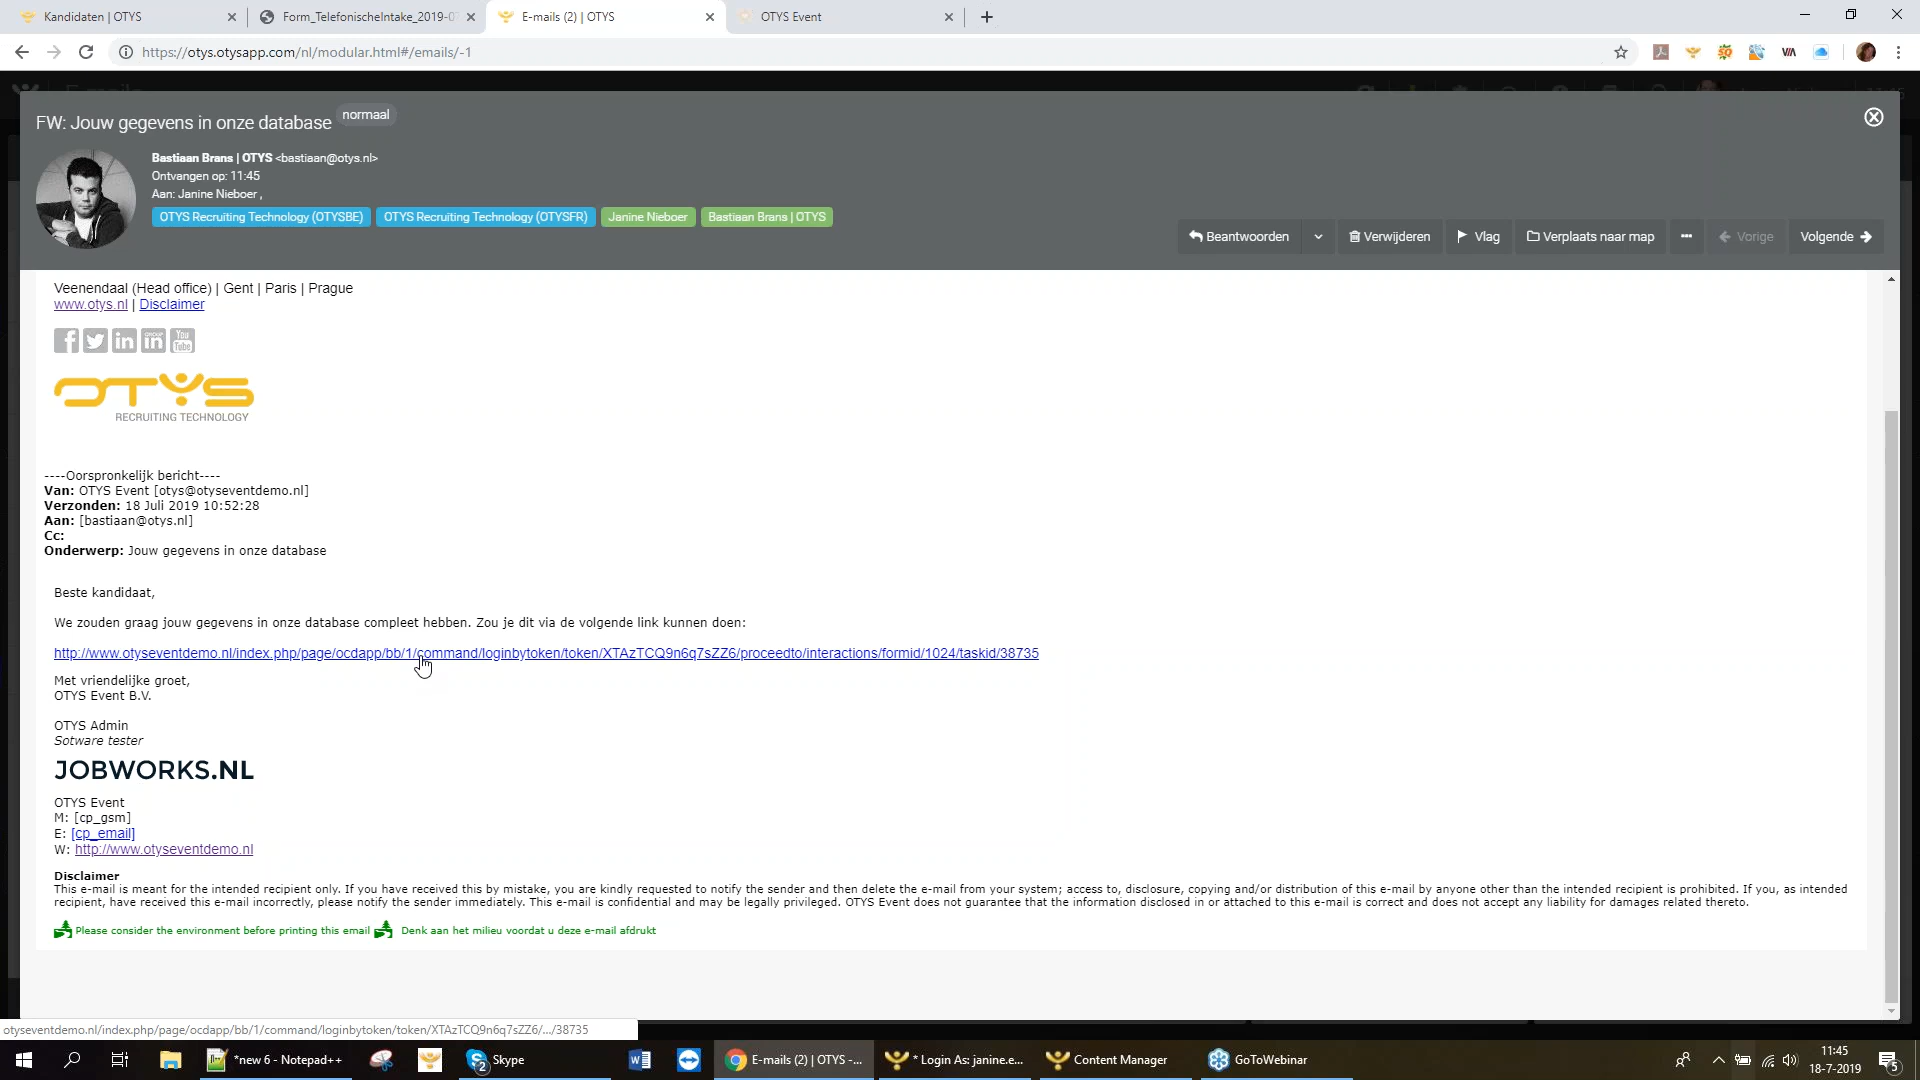 Kandidaten | OTYS
Form_TelefonischeIntake_2019-0
E-mails (2) | OTYS
OTYS Event
https://otys.otysapp.com/nl/modular.html#/emails/-1
FW: Jouw gegevens in onze database normaal
Bastiaan Brans | OTYS <bastiaan@otys.nl>
Ontvangen op: 11:45
Aan: Janine Nieboer ,
OTYS Recruiting Technology (OTYSBE) OTYS Recruiting Technology (OTYSFR) Janine Nieboer Bastiaan Brans | OTYS
Beantwoorden Verwijderen Vlag Verplaats naar map Vorige Volgende
Veenendaal (Head office) | Gent | Paris | Prague
www.otys.nl | Disclaimer
OTYS
RECRUITING TECHNOLOGY
----Oorspronkelijk bericht----
Van: OTYS Event [otys@otyseventdemo.nl]
Verzonden: 18 Juli 2019 10:52:28
Aan: [bastiaan@otys.nl]
Cc:
Onderwerp: Jouw gegevens in onze database
Beste kandidaat,
We zouden graag jouw gegevens in onze database compleet hebben. Zou je dit via de volgende link kunnen doen:
http://www.otyseventdemo.nl/index.php/page/ocdapp/bb/1/command/loginbytoken/token/XTAzTCQ9n6q7sZZ6/proceedto/interactions/formid/1024/taskid/38735
Met vriendelijke groet,
OTYS Event B.V.
OTYS Admin
Sotware tester
JOBWORKS.NL
OTYS Event
M: [cp_gsm]
E: [cp_email]
W: http://www.otyseventdemo.nl
Disclaimer
This e-mail is meant for the intended recipient only. If you have received this by mistake, you are kindly requested to notify the sender and then delete the e-mail from your system; access to, disclosure, copying and/or distribution of this e-mail by anyone other than the intended recipient is prohibited. If you, as intended
recipient, have received this e-mail incorrectly, please notify the sender immediately. This e-mail is confidential and may be legally privileged. OTYS Event does not guarantee that the information disclosed in or attached to this e-mail is correct and does not accept any liability for damages related thereto.
Please consider the environment before printing this email Denk aan het milieu voordat u deze e-mail afdrukt
otyseventdemo.nl/index.php/page/ocdapp/bb/1/command/loginbytoken/token/XTAzTCQ9n6q7sZZ6/.../38735
*new 6 - Notepad++
2 Skype
E-mails (2) | OTYS -...
* Login As: janine.e...
Content Manager
GoToWebinar
11:45
18-7-2019
5